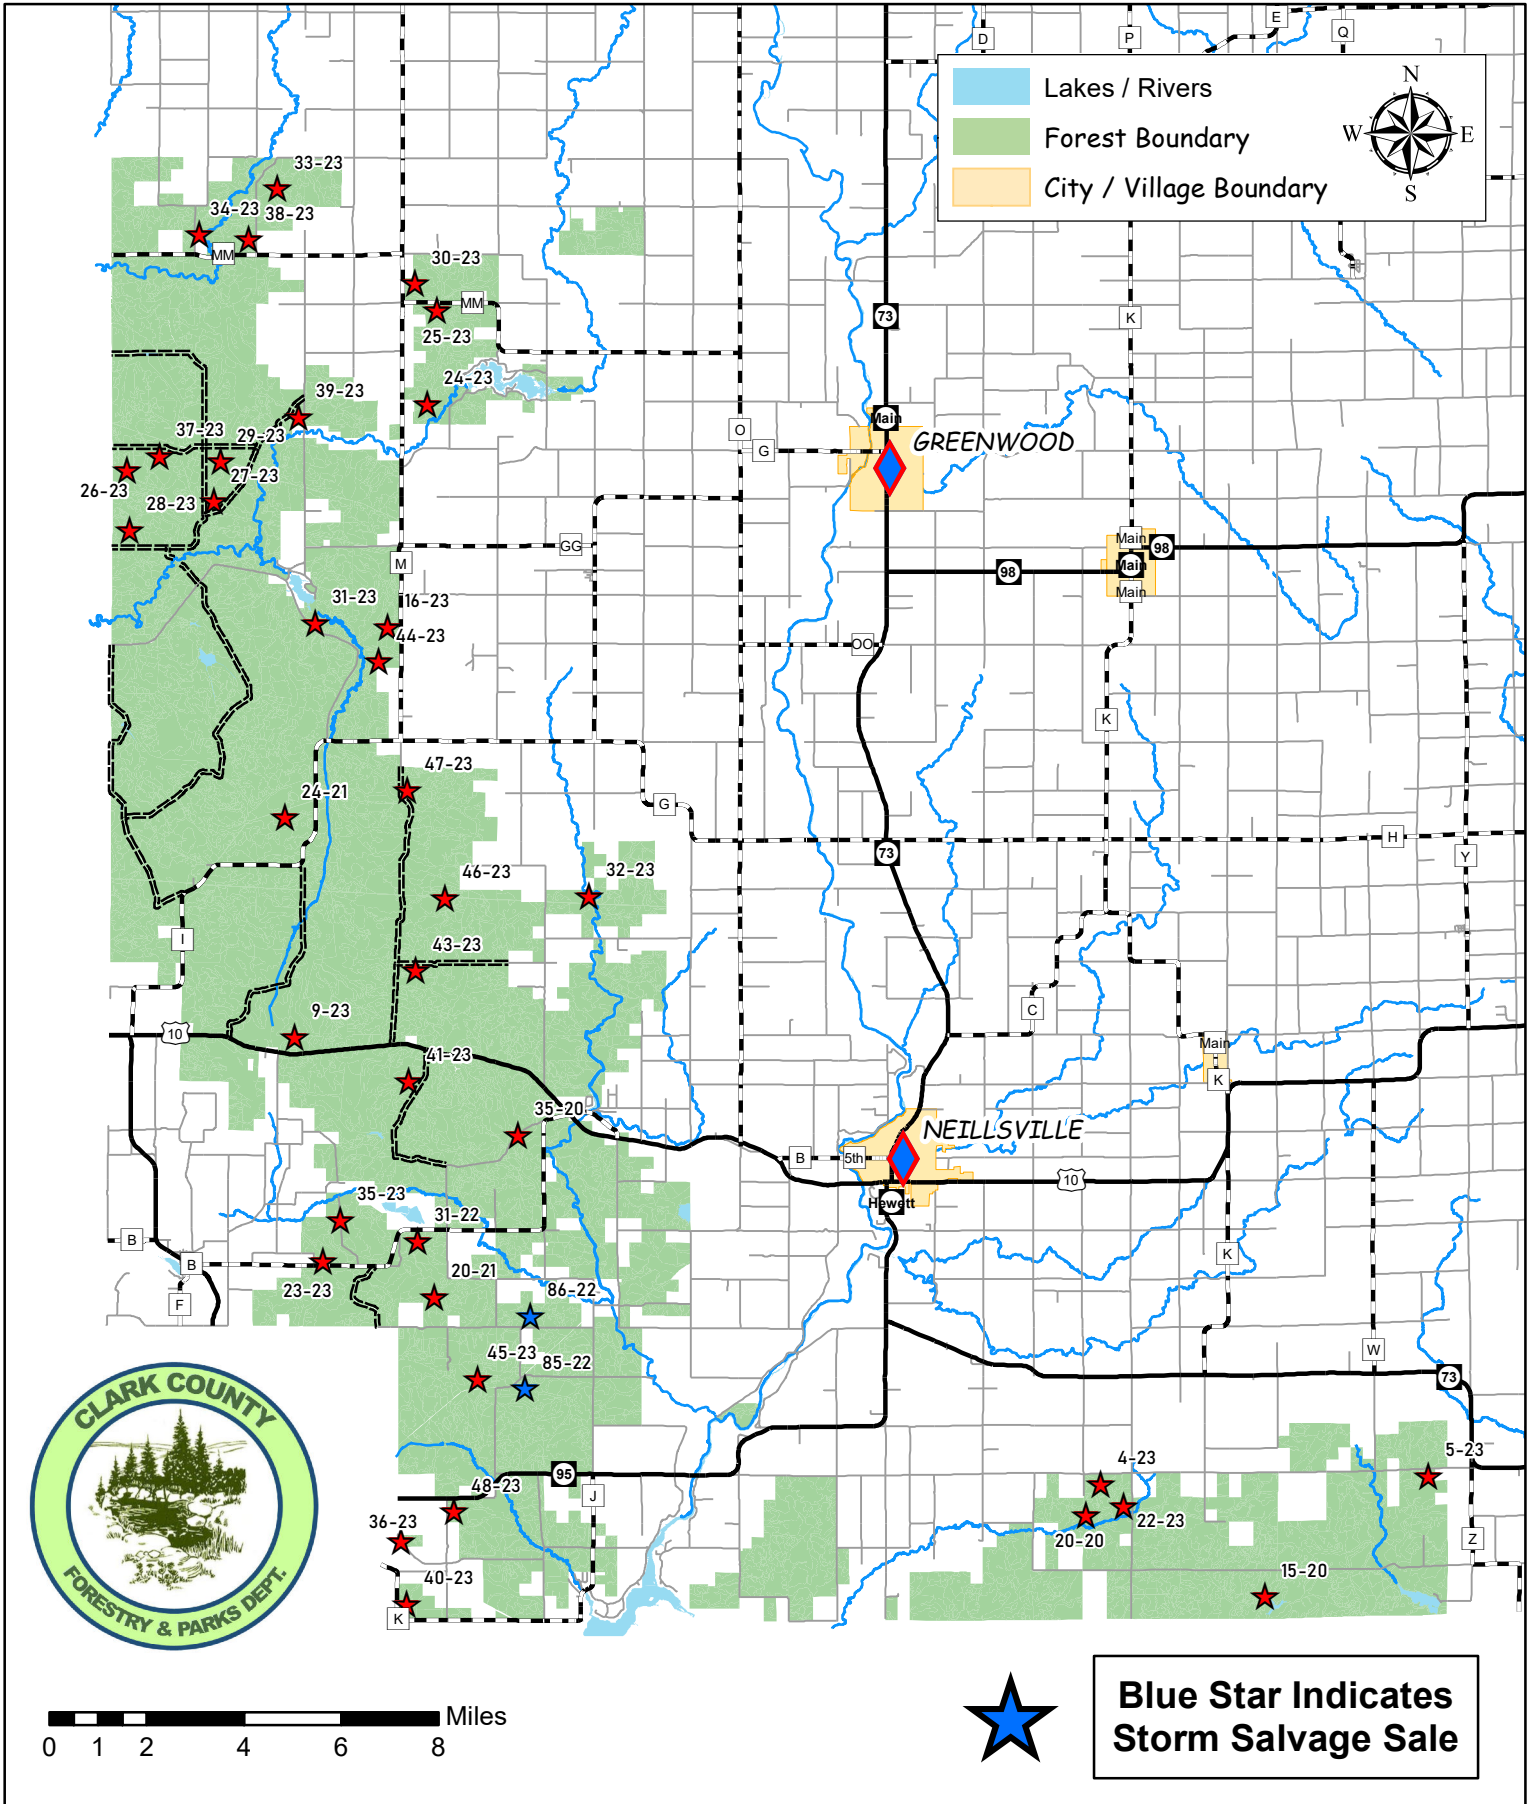 E
D
P
Q
Lakes / Rivers
Forest Boundary
City / Village Boundary
N
W
E
S
33-23
34-23
38-23
MM
30-23
MM
25-23
73
K
24-23
39-23
Main
37-23
29-23
O
G
GREENWOOD
27-23
26-23
28-23
GG
M
98
Main
98
Main
Main
31-23
16-23
44-23
OO
K
47-23
24-21
G
73
H
Y
46-23
32-23
I
43-23
9-23
10
C
Main
K
41-23
35-20
NEILLSVILLE
B
5th
10
Hewett
35-23
31-22
B
B
K
20-21
23-23
86-22
F
45-23
85-22
W
73
CLARK COUNTY
FORESTRY & PARKS DEPT.
95
48-23
J
36-23
40-23
K
4-23
5-23
22-23
20-20
Z
15-20
Miles
0 1 2 4 6 8
Blue Star Indicates
Storm Salvage Sale